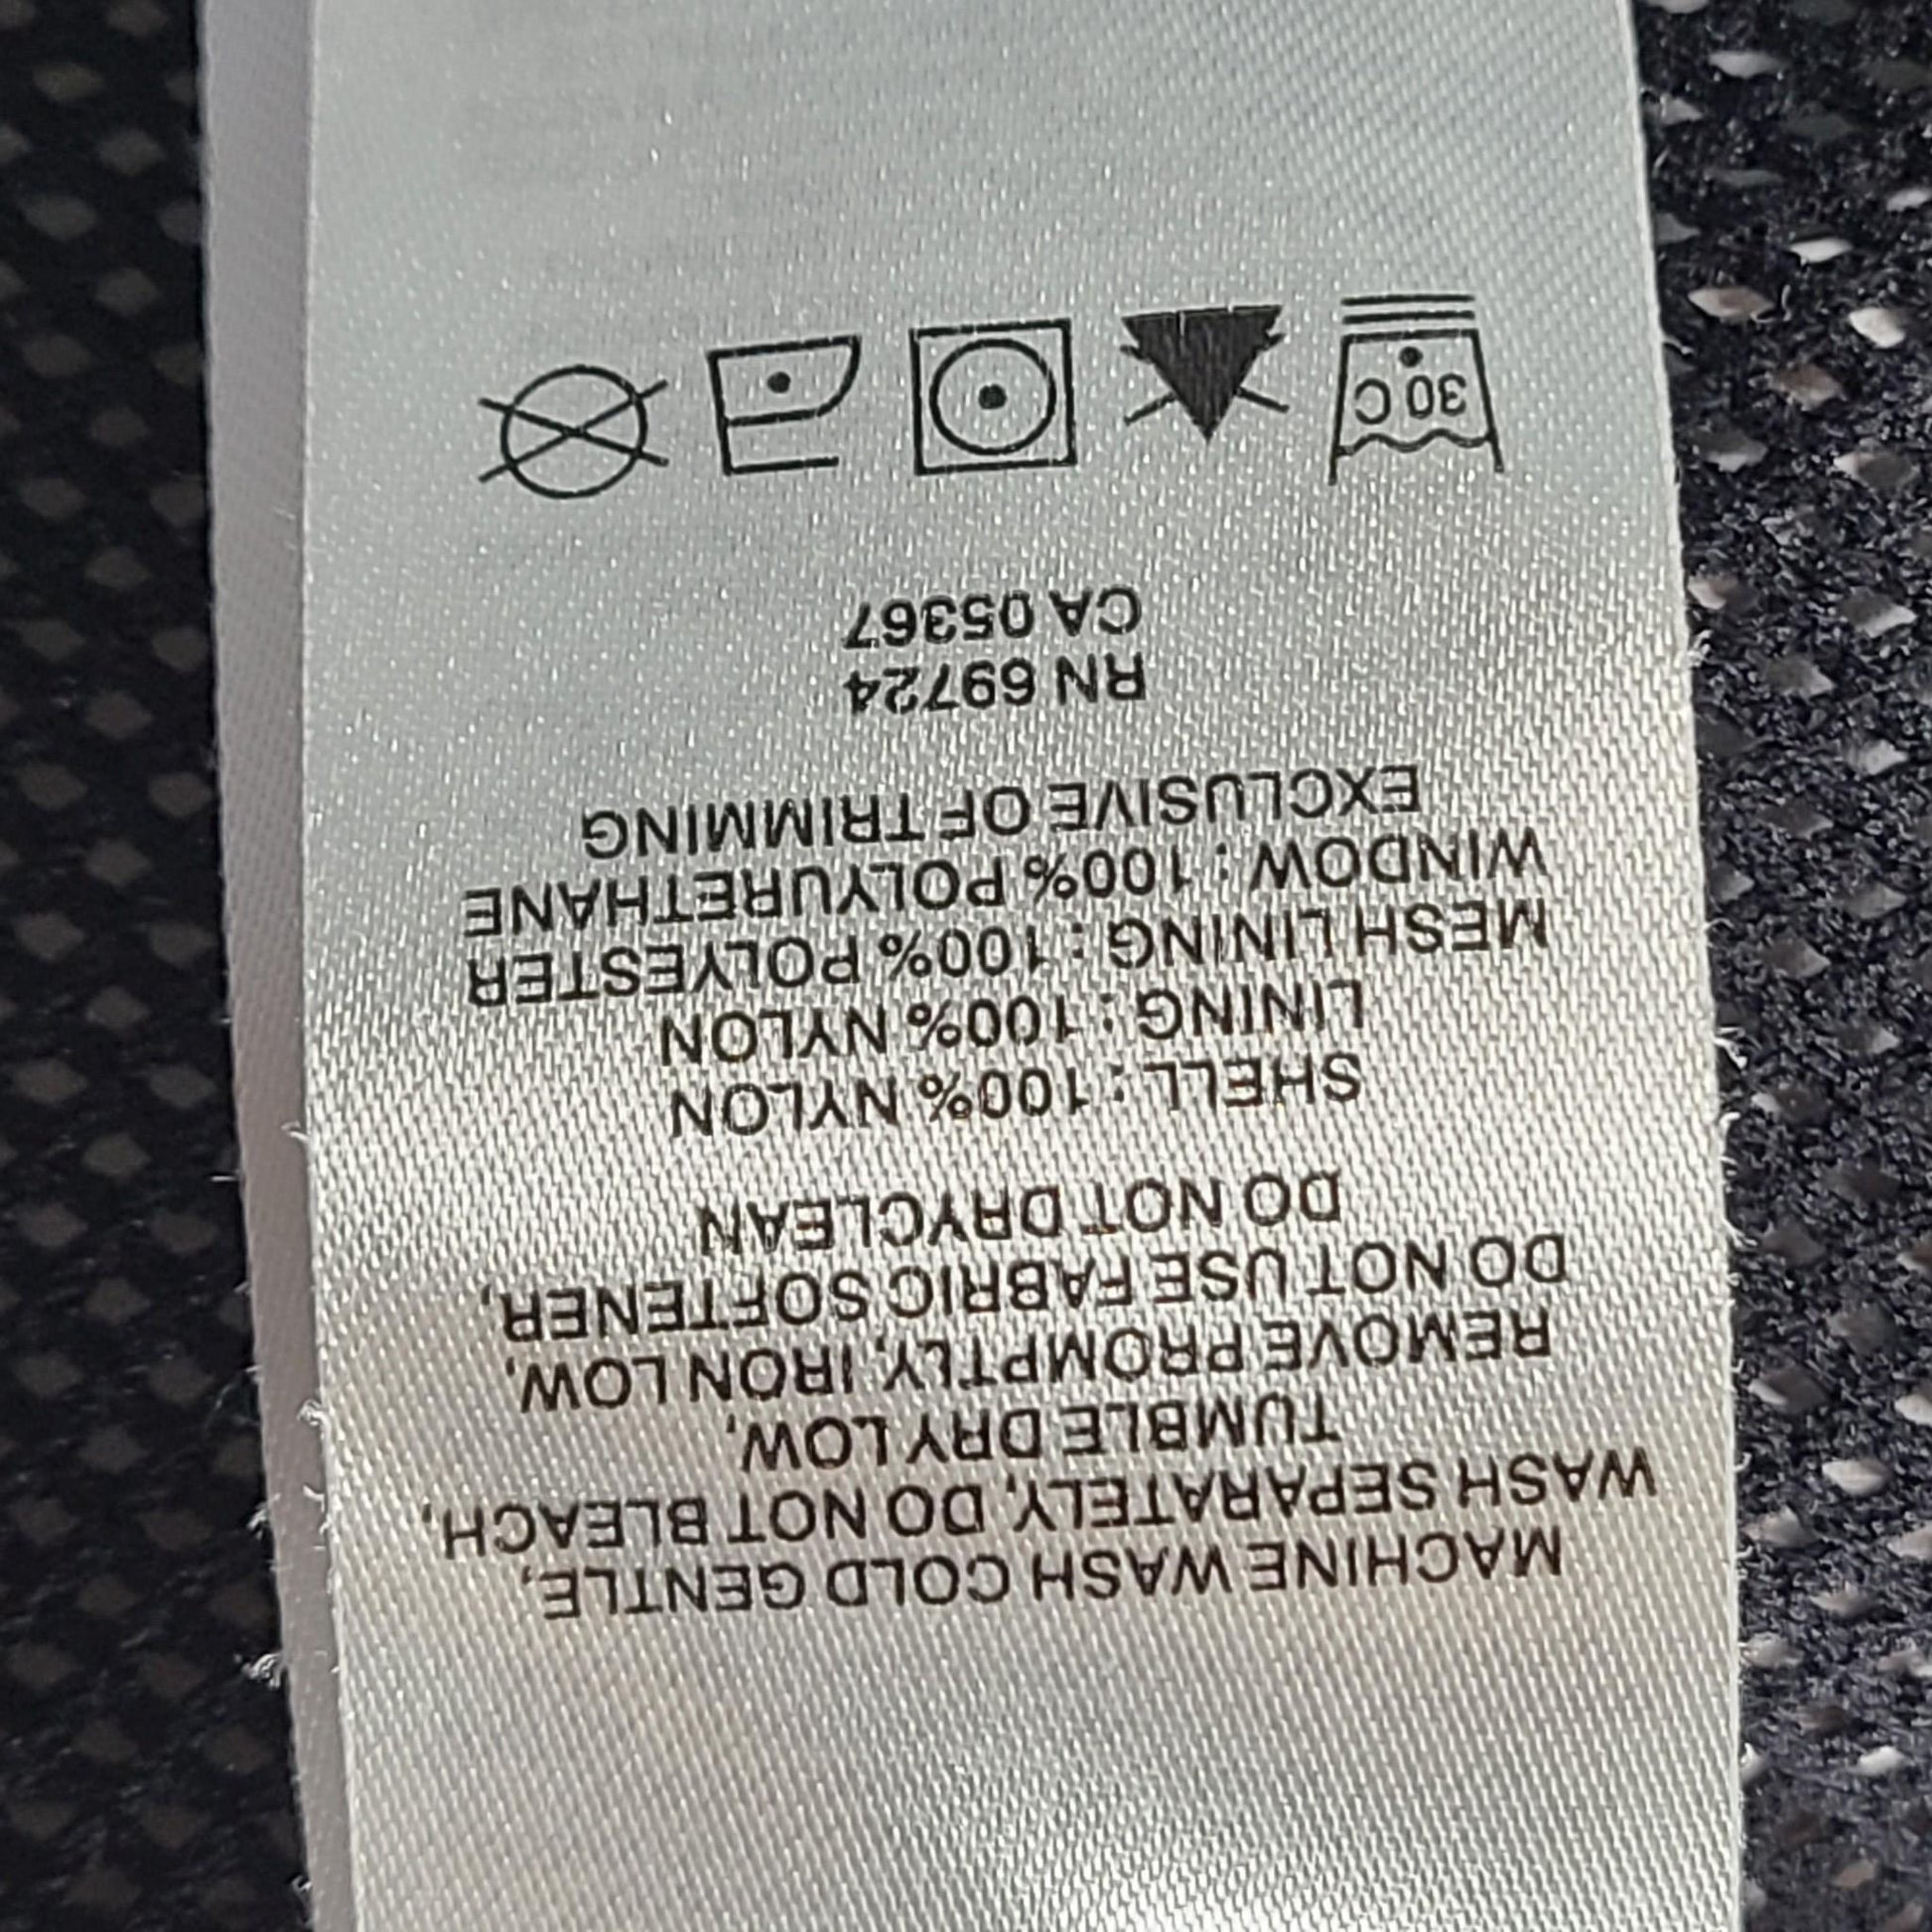 MACHINE WASH COLD GENTLE,
WASH SEPARATELY, DO NOT BLEACH,
TUMBLE DRY LOW,
REMOVE PROMPTLY, IRON LOW,
DO NOT USE FABRIC SOFTENER,
DO NOT DRYCLEAN
SHELL : 100% NYLON
LINING : 100% NYLON
MESH LINING : 100% POLYESTER
WINDOW : 100% POLYURETHANE
EXCLUSIVE OF TRIMMING
RN 69724
CA 05367
30 C